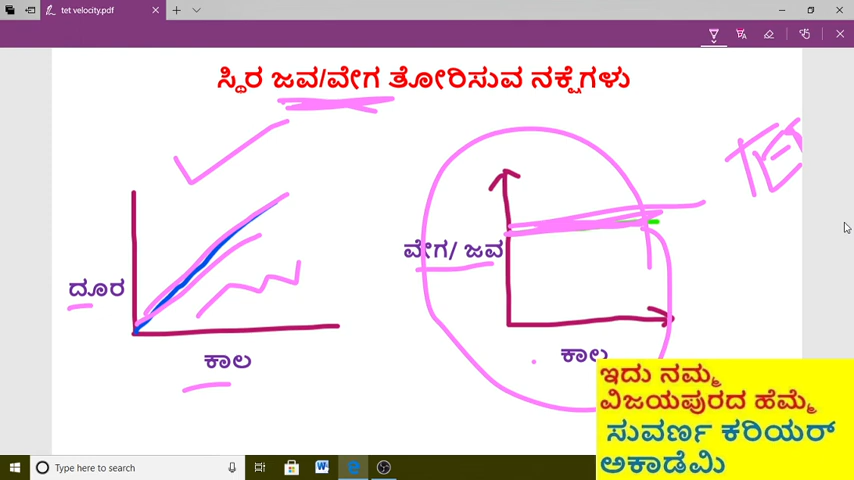 tet velocity.pdf
ಸ್ಥಿರ ಜವ/ವೇಗ ತೋರಿಸುವ ನಕ್ಷೆಗಳು
TET
ದೂರ
ಕಾಲ
ವೇಗ/ ಜವ
ಕಾಲ
ಇದು ನಮ್ಮ
ವಿಜಯಪುರದ ಹೆಮ್ಮೆ
ಸುವರ್ಣ ಕರಿಯರ್
ಅಕಾಡೆಮಿ
Type here to search